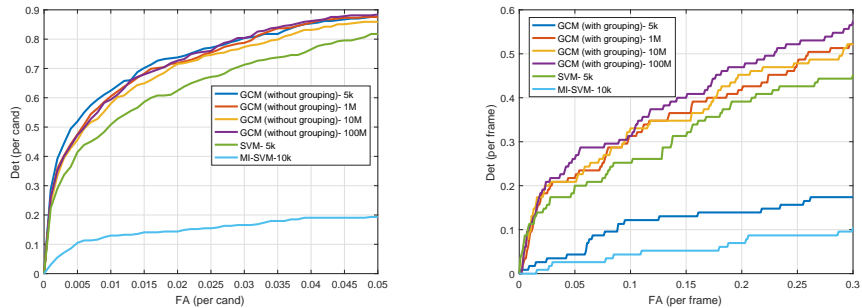 0.9
0.8
0.7
0.6
0.5
0.4
0.3
0.2
0.1
0
Det (per cand)
GCM (without grouping)- 5k
GCM (without grouping)- 1M
GCM (without grouping)- 10M
GCM (without grouping)- 100M
SVM- 5k
MI-SVM-10k
0 0.005 0.01 0.015 0.02 0.025 0.03 0.035 0.04 0.045 0.05
FA (per cand)
0.6
0.5
0.4
0.3
0.2
0.1
0
Det (per frame)
GCM (with grouping)- 5k
GCM (with grouping)- 1M
GCM (with grouping)- 10M
GCM (with grouping)- 100M
SVM- 5k
MI-SVM- 10k
0 0.05 0.1 0.15 0.2 0.25 0.3
FA (per frame)